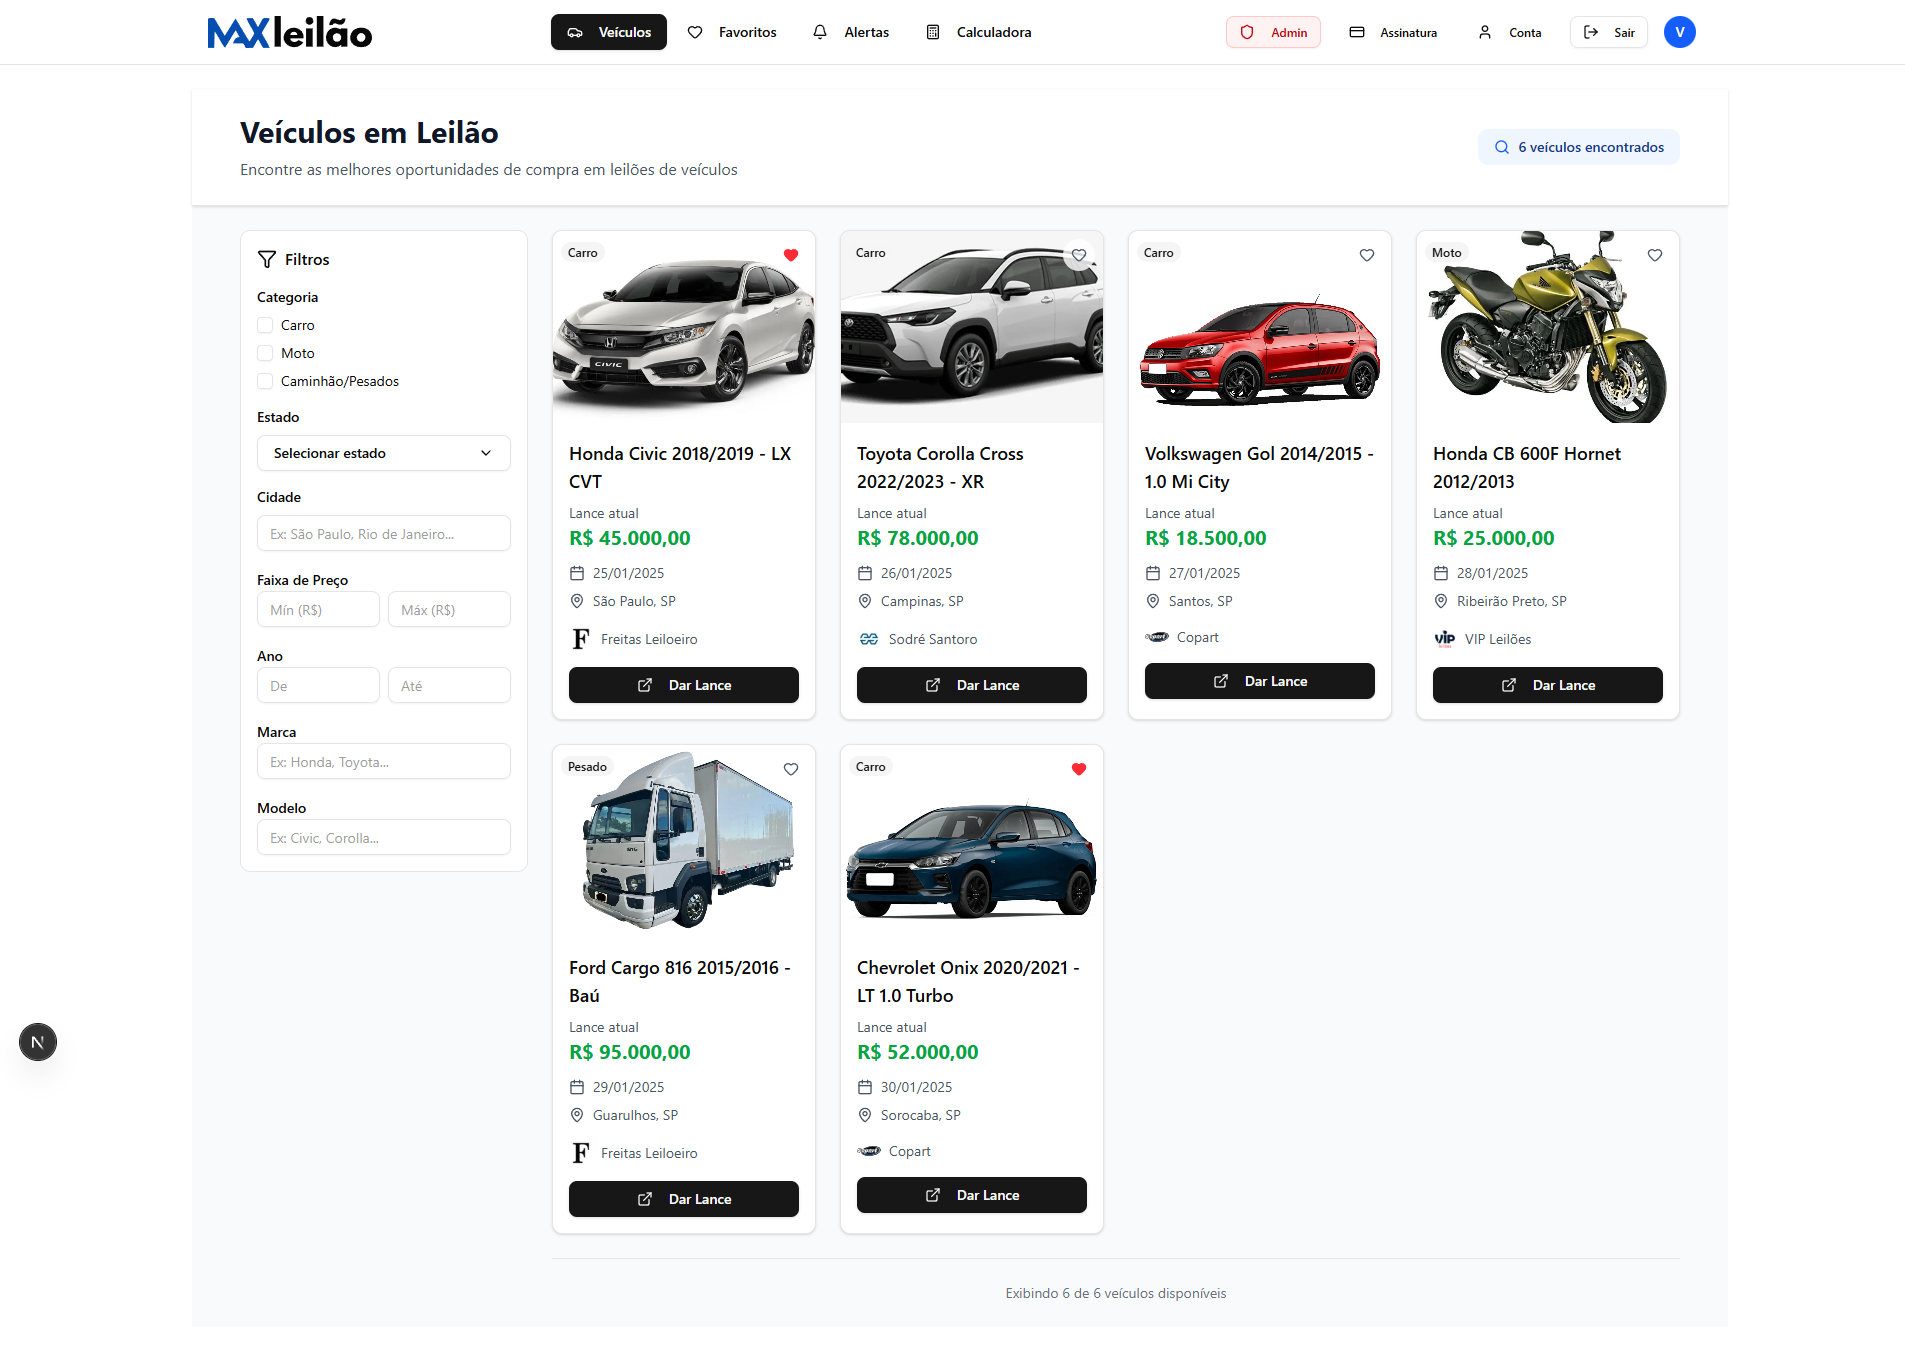 MAXleilão
Veículos
Favoritos
Alertas
Calculadora
Admin
Assinatura
Conta
Sair
V
Veículos em Leilão
Encontre as melhores oportunidades de compra em leilões de veículos
6 veículos encontrados
Filtros
Categoria
Carro
Moto
Caminhão/Pesados
Estado
Selecionar estado
Cidade
Ex: São Paulo, Rio de Janeiro...
Faixa de Preço
Mín (R$)
Máx (R$)
Ano
De
Até
Marca
Ex: Honda, Toyota...
Modelo
Ex: Civic, Corolla...
Carro
CIVIC
Honda Civic 2018/2019 - LX
CVT
Lance atual
R$ 45.000,00
25/01/2025
São Paulo, SP
F
Freitas Leiloeiro
Dar Lance
Carro
Toyota Corolla Cross
2022/2023 - XR
Lance atual
R$ 78.000,00
26/01/2025
Campinas, SP
Sodré Santoro
Dar Lance
Carro
Volkswagen Gol 2014/2015 -
1.0 Mi City
Lance atual
R$ 18.500,00
27/01/2025
Santos, SP
Copart
Copart
Dar Lance
Moto
Honda CB 600F Hornet
2012/2013
Lance atual
R$ 25.000,00
28/01/2025
Ribeirão Preto, SP
VIP
VIP Leilões
Dar Lance
Pesado
Ford Cargo 816 2015/2016 -
Baú
Lance atual
R$ 95.000,00
29/01/2025
Guarulhos, SP
F
Freitas Leiloeiro
Dar Lance
Carro
Chevrolet Onix 2020/2021 -
LT 1.0 Turbo
Lance atual
R$ 52.000,00
30/01/2025
Sorocaba, SP
Copart
Copart
Dar Lance
Exibindo 6 de 6 veículos disponíveis
N